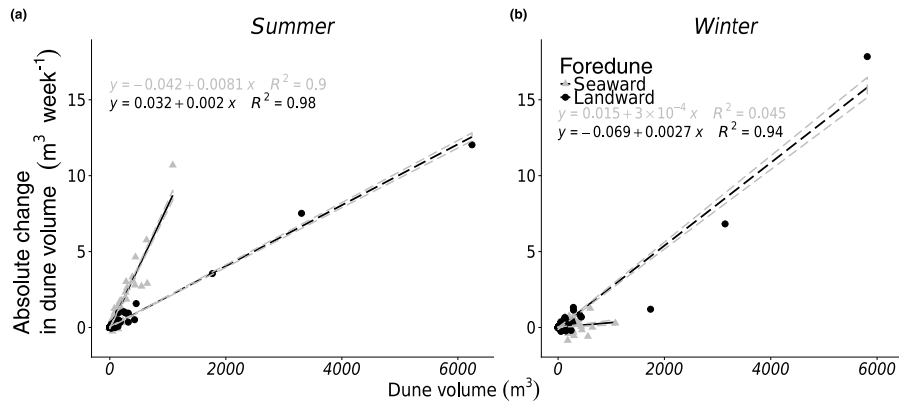 (a)
Summer
(b)
Winter
Absolute change
in dune volume (m³ week⁻¹)
y = −0.042 + 0.0081 x R² = 0.9
y = 0.032 + 0.002 x R² = 0.98
Foredune
Seaward
Landward
y = 0.015 + 3×10⁻⁴ x R² = 0.045
y = −0.069 + 0.0027 x R² = 0.94
15
10
5
0
0 2000 4000 6000
15
10
5
0
0 2000 4000 6000
Dune volume (m³)